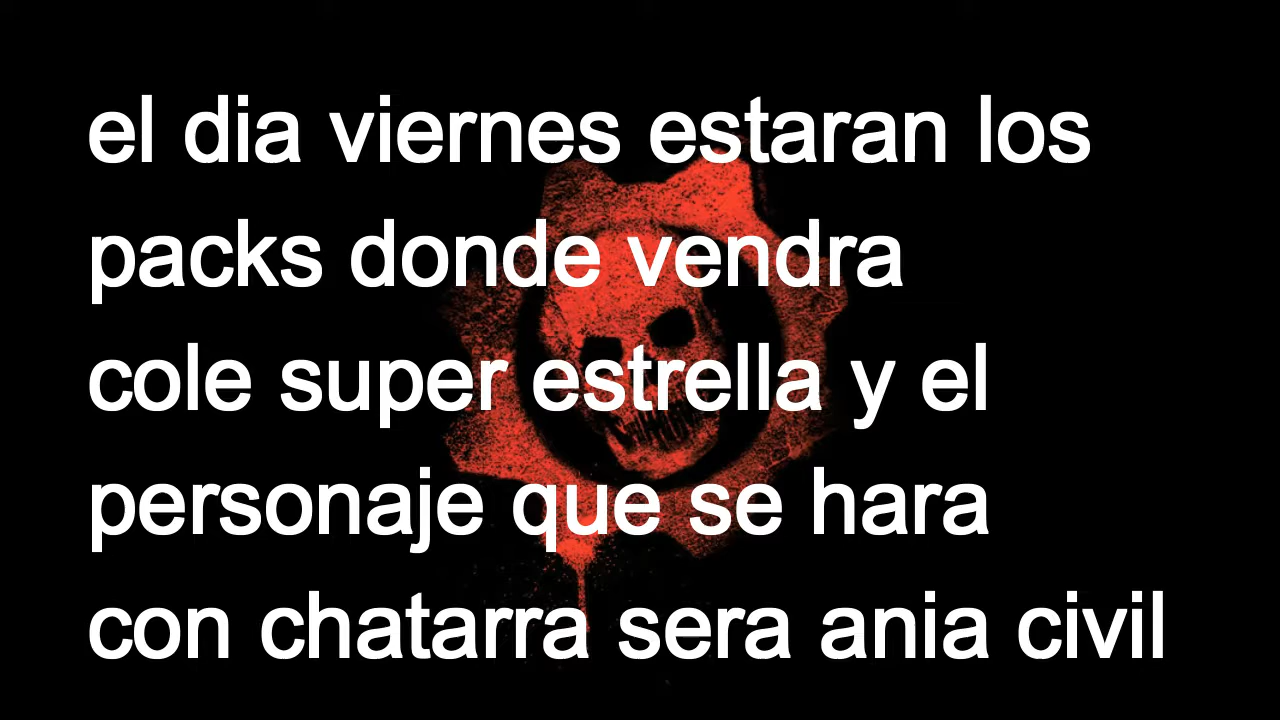 el dia viernes estaran los
packs donde vendra
cole super estrella y el
personaje que se hara
con chatarra sera ania civil